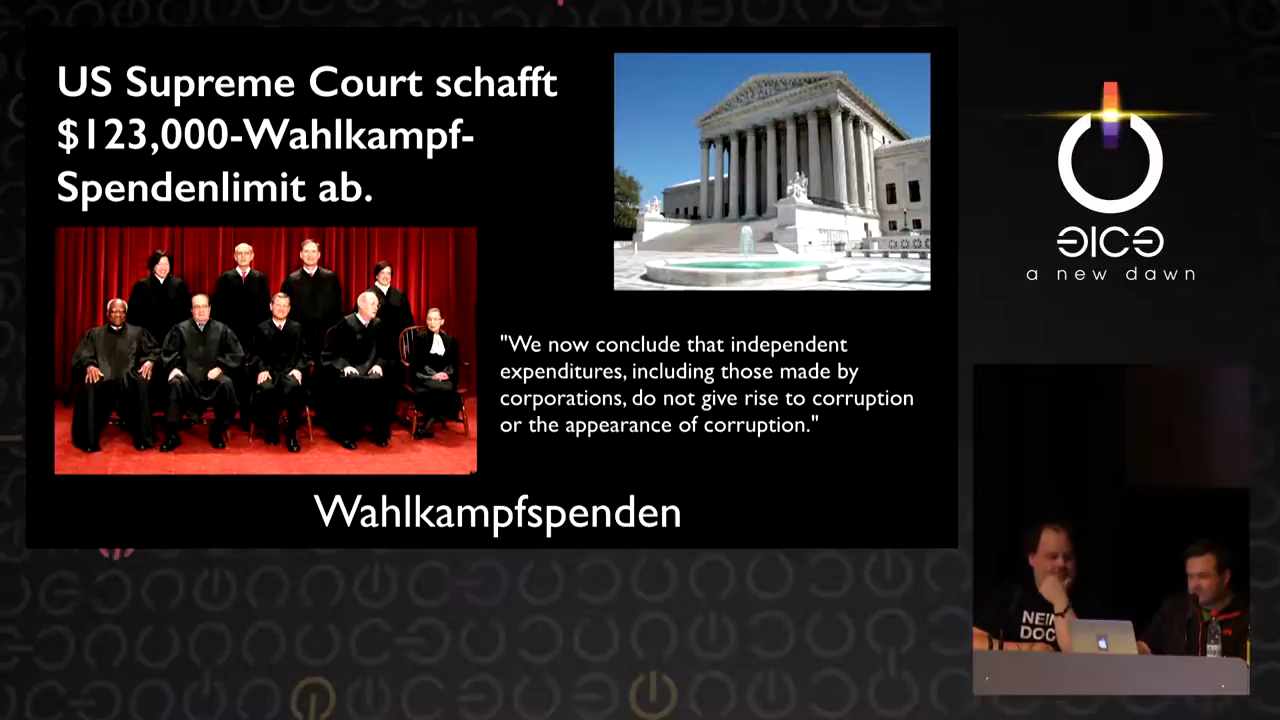 US Supreme Court schafft
$123,000-Wahlkampf-
Spendenlimit ab.
"We now conclude that independent
expenditures, including those made by
corporations, do not give rise to corruption
or the appearance of corruption."
Wahlkampfspenden
a new dawn
NEIN
DOC